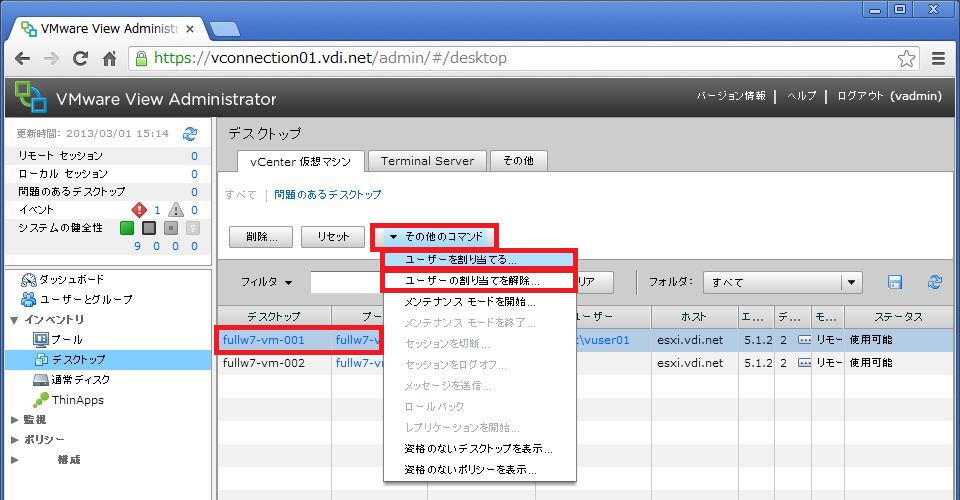 VMware View Administr
https://vconnection01.vdi.net/admin/#/desktop
VMware View Administrator
バージョン情報 | ヘルプ | ログアウト (vadmin)
更新時間: 2013/03/01 15:14
リモート セッション 0
ローカル セッション 0
問題のあるデスクトップ 0
イベント 1 0
システムの健全性
9 0 0 0
ダッシュボード
ユーザーとグループ
インベントリ
プール
デスクトップ
通常ディスク
ThinApps
監視
ポリシー
構成
デスクトップ
vCenter 仮想マシン Terminal Server その他
すべて | 問題のあるデスクトップ
削除... リセット その他のコマンド
ユーザーを割り当てる...
ユーザーの割り当てを解除...
メンテナンス モードを開始...
メンテナンス モードを終了...
セッションを切断...
セッションをログオフ...
メッセージを送信...
ロールバック
レプリケーションを開始...
資格のないデスクトップを表示...
資格のないポリシーを表示...
フィルタ リア フォルダ: すべて
デスクトップ プー ユーザー ホスト エ... デ... モ... ステータス
fullw7-vm-001 fullw7-v \vuser01 esxi.vdi.net 5.1.2 2 リモー 使用可能
fullw7-vm-002 fullw7-v esxi.vdi.net 5.1.2 2 リモー 使用可能